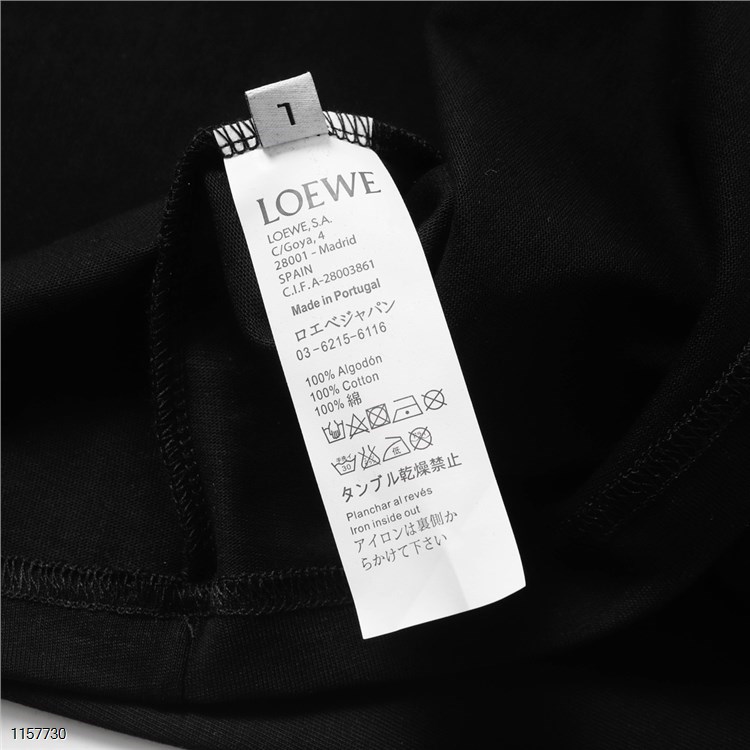 L
LOEWE
LOEWE, S.A.
C/Goya, 4
28001 - Madrid
SPAIN
C.I.F.A-28003861
Made in Portugal
ロエベジャパン
03-6215-6116
100% Algodón
100% Cotton
100% 綿
30
低
タンブル乾燥禁止
Planchar al revés
Iron inside out
アイロンは裏側か
らかけて下さい
1157730